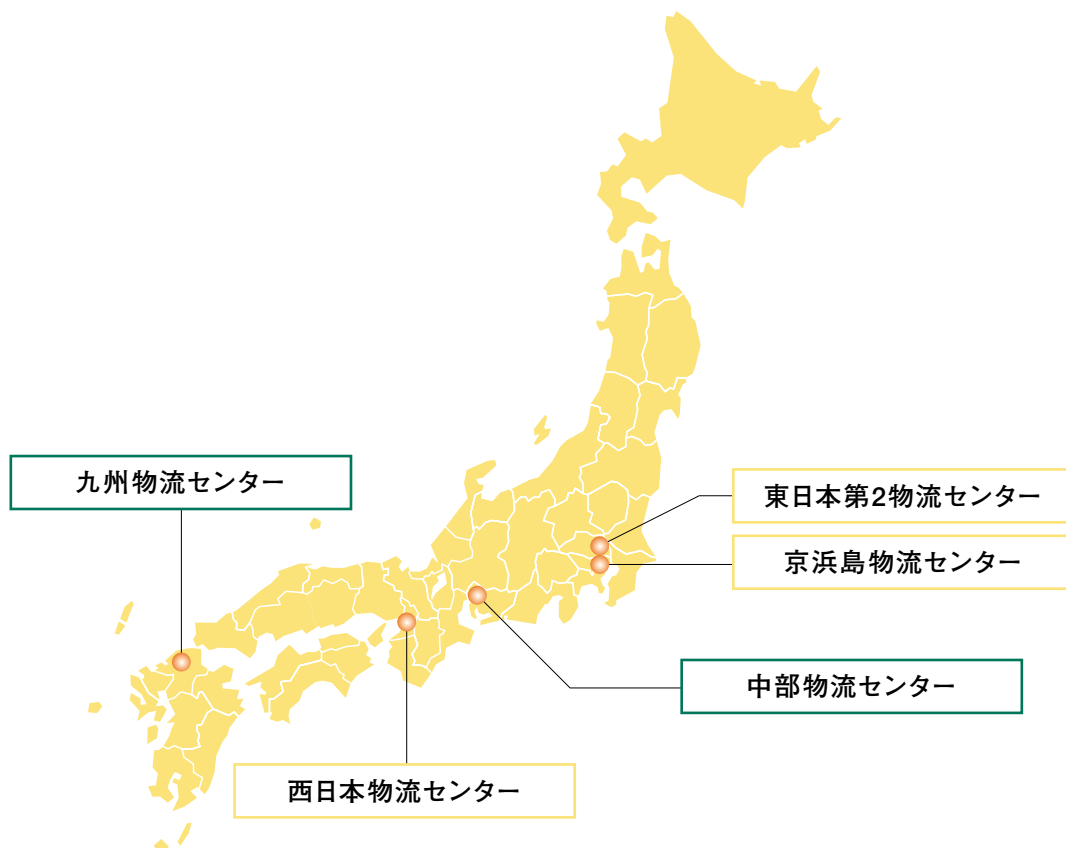 九州物流センター
東日本第2物流センター
京浜島物流センター
中部物流センター
西日本物流センター